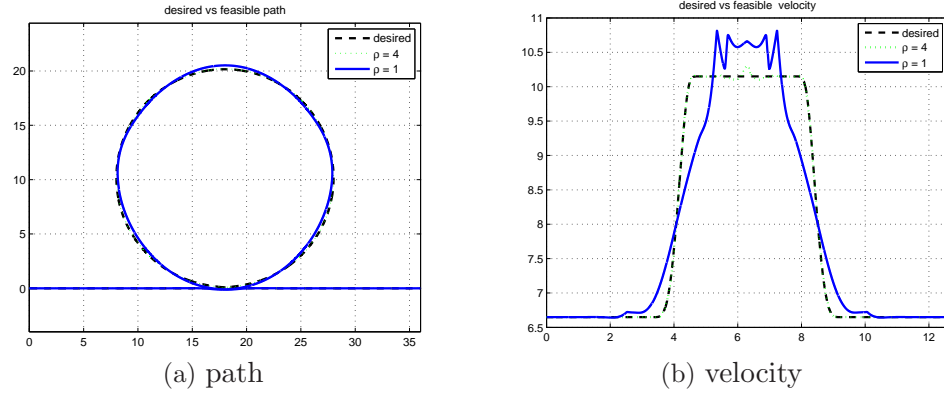 desired vs feasible path
desired
ρ = 4
ρ = 1
20
15
10
5
0
0 5 10 15 20 25 30 35
(a) path
desired vs feasible velocity
desired
ρ = 4
ρ = 1
11
10.5
10
9.5
9
8.5
8
7.5
7
6.5
0 2 4 6 8 10 12
(b) velocity